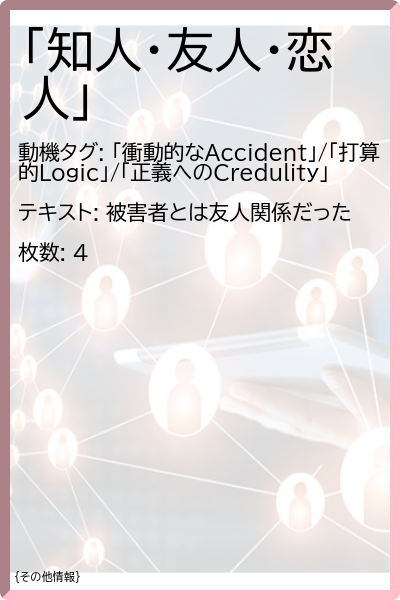 「知人・友人・恋
人」
動機タグ: 「衝動的なAccident」/「打算
的Logic」/「正義へのCredulity」
テキスト: 被害者とは友人関係だった
枚数: 4
{その他情報}